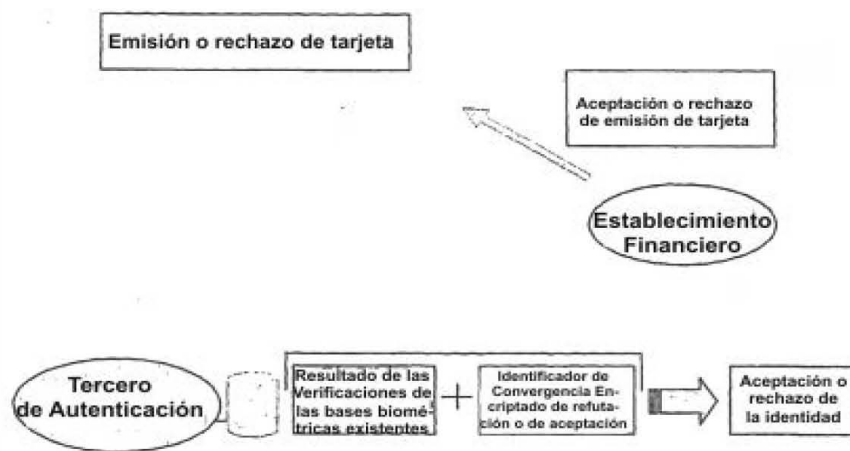 Emisión o rechazo de tarjeta
Aceptación o rechazo
de emisión de tarjeta
Establecimiento
Financiero
Tercero
de Autenticación
Resultado de las
Verificaciones de
las bases biomé-
tricas existentes
+
Identificador de
Convergencia En-
criptado de refuta-
ción o de aceptación
Aceptación o
rechazo de
la identidad